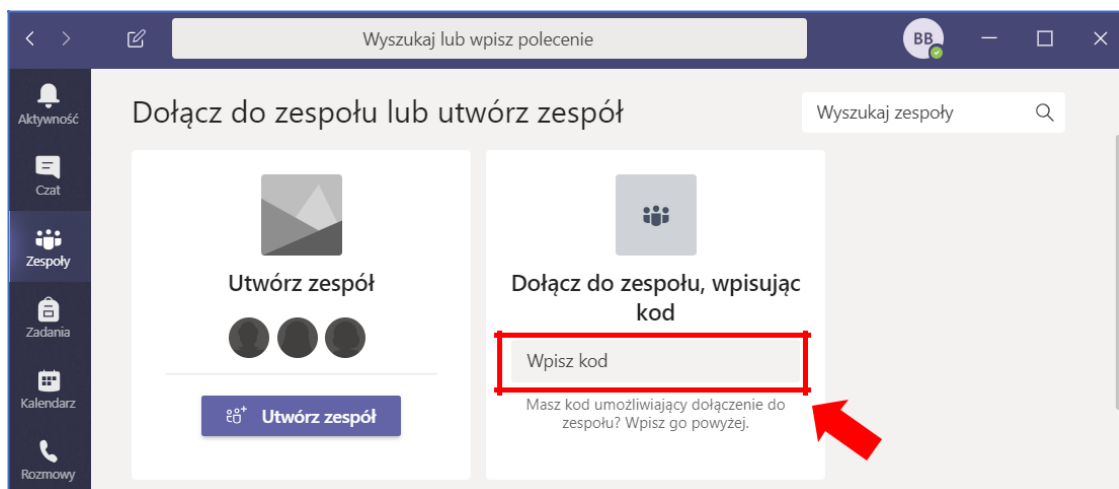 Wyszukaj lub wpisz polecenie
BB
Aktywność
Czat
Zespoły
Zadania
Kalendarz
Rozmowy
Dołącz do zespołu lub utwórz zespół
Wyszukaj zespoły
Utwórz zespół
Utwórz zespół
Dołącz do zespołu, wpisując
kod
Wpisz kod
Masz kod umożliwiający dołączenie do
zespołu? Wpisz go powyżej.